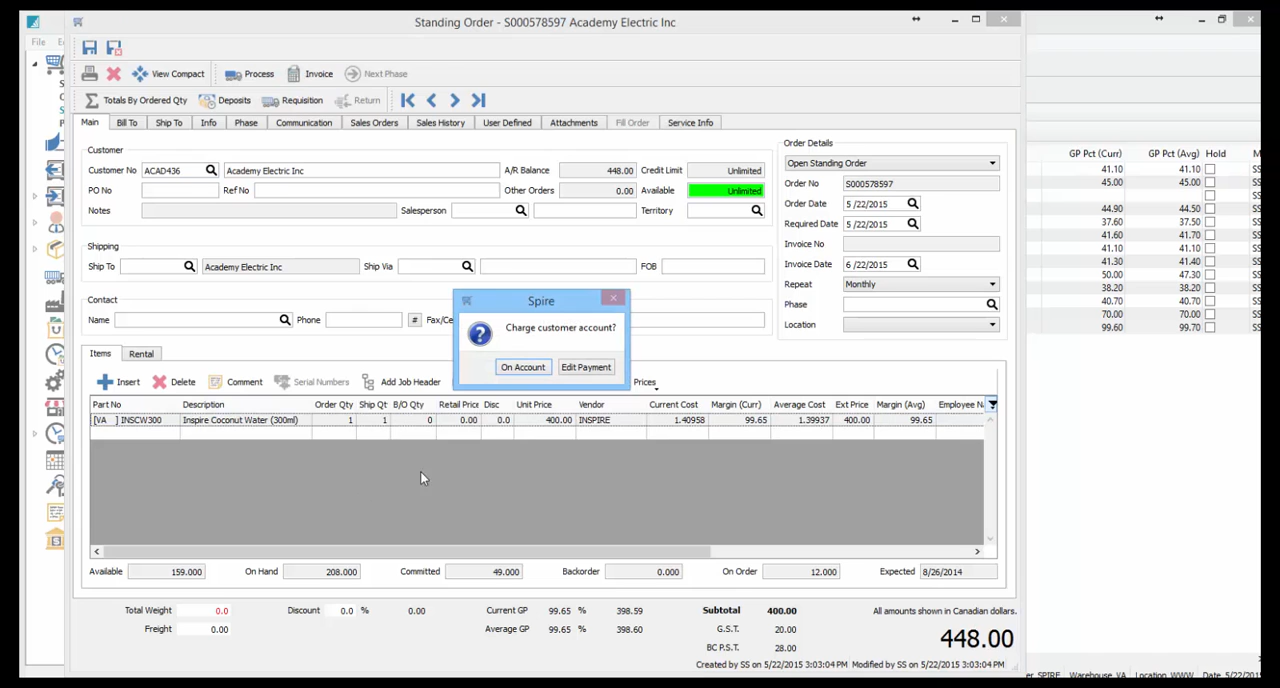 Standing Order - S000578597 Academy Electric Inc
File
View Compact Process Invoice Next Phase
Totals By Ordered Qty Deposits Requisition Return
Main Bill To Ship To Info Phase Communication Sales Orders Sales History User Defined Attachments Fill Order Service Info
Customer
Customer No ACAD436 Academy Electric Inc A/R Balance 448.00 Credit Limit Unlimited
PO No Ref No Other Orders 0.00 Available Unlimited
Notes Salesperson Territory
Shipping
Ship To Academy Electric Inc Ship Via FOB
Contact
Name Phone #
Order Details
Open Standing Order
Order No S000578597
Order Date 5 /22/2015
Required Date 5 /22/2015
Invoice No
Invoice Date 6 /22/2015
Repeat Monthly
Phase
Location
Spire
Charge customer account?
On Account Edit Payment
Items Rental
Insert Delete Comment Serial Numbers Add Job Header Prices
Part No Description Order Qty Ship Qt B/O Qty Retail Price Disc Unit Price Vendor Current Cost Margin (Curr) Average Cost Ext Price Margin (Avg) Employee N
[VA ] INSCW300 Inspire Coconut Water (300ml) 1 1 0 0.00 0.0 400.00 INSPIRE 1.40958 99.65 1.39937 400.00 99.65
Available 159.000 On Hand 208.000 Committed 49.000 Backorder 0.000 On Order 12.000 Expected 8/26/2014
Total Weight 0.0 Discount 0.0 % 0.00 Current GP 99.65 % 398.59 Subtotal 400.00 All amounts shown in Canadian dollars.
Freight 0.00 Average GP 99.65 % 398.60 G.S.T. 20.00 448.00
BC P.S.T. 28.00
Created by SS on 5/22/2015 3:03:04 PM Modified by SS on 5/22/2015 3:03:04 PM
GP Pct (Curr) GP Pct (Avg) Hold
41.10 41.10
45.00 45.00
44.90 44.50
37.60 37.50
41.60 41.70
41.10 41.10
41.30 41.40
50.00 47.30
38.20 38.20
40.70 40.70
70.00 70.00
99.60 99.70